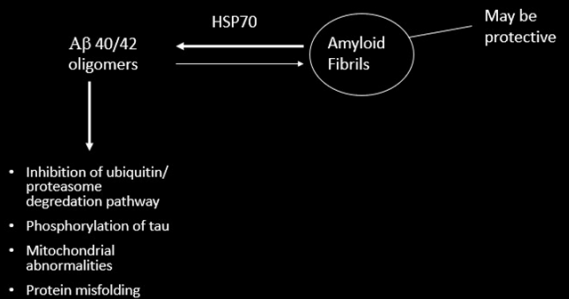 HSP70
May be
protective
Aβ 40/42
oligomers
Amyloid
Fibrils
• Inhibition of ubiquitin/
proteasome
degredation pathway
• Phosphorylation of tau
• Mitochondrial
abnormalities
• Protein misfolding